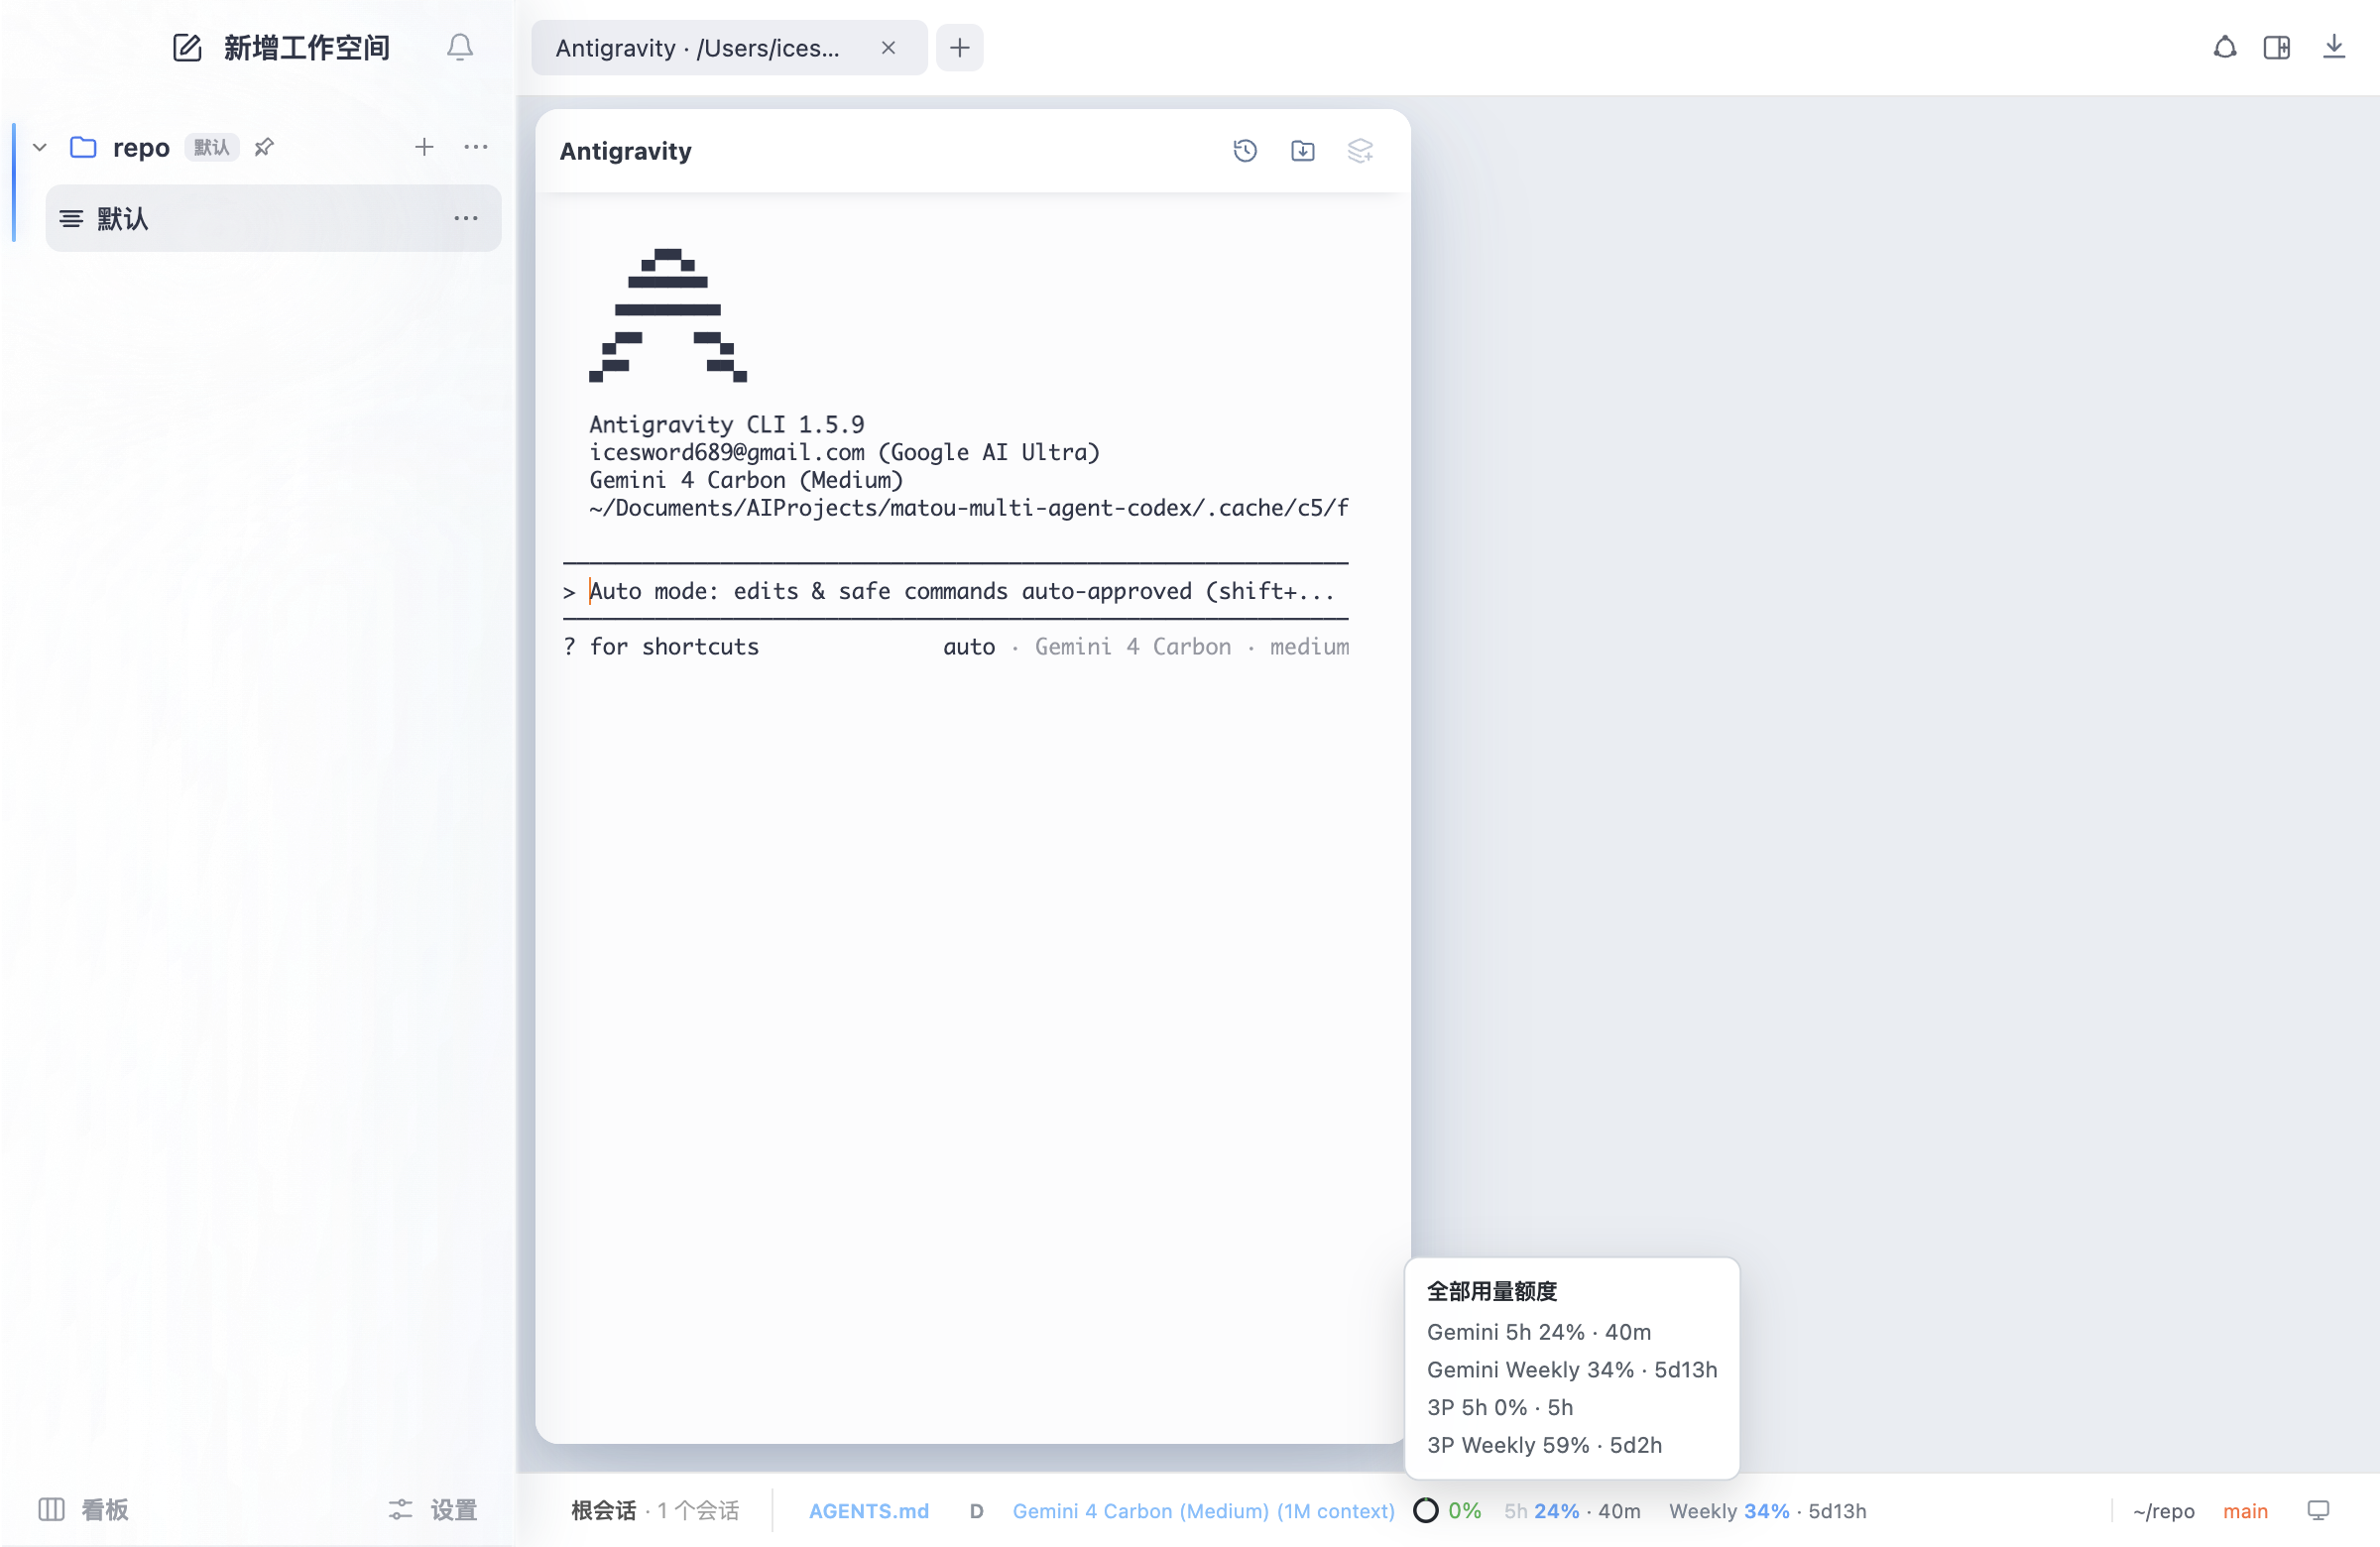 新增工作空间
Antigravity · /Users/ices...
repo 默认
默认
Antigravity
Antigravity CLI 1.5.9
icesword689@gmail.com (Google AI Ultra)
Gemini 4 Carbon (Medium)
~/Documents/AIProjects/matou-multi-agent-codex/.cache/c5/f
> Auto mode: edits & safe commands auto-approved (shift+...
? for shortcuts auto · Gemini 4 Carbon · medium
全部用量额度
Gemini 5h 24% · 40m
Gemini Weekly 34% · 5d13h
3P 5h 0% · 5h
3P Weekly 59% · 5d2h
看板 设置
根会话 · 1 个会话 AGENTS.md D Gemini 4 Carbon (Medium) (1M context) 0% 5h 24% · 40m Weekly 34% · 5d13h ~/repo main